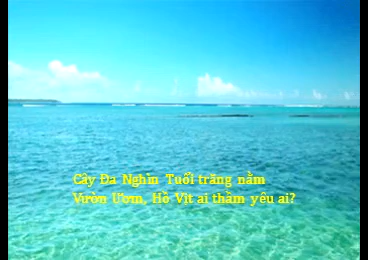 Cây Đa Nghìn Tuổi trăng nằm
Vườn Ươm, Hồ Vịt ai thầm yêu ai?